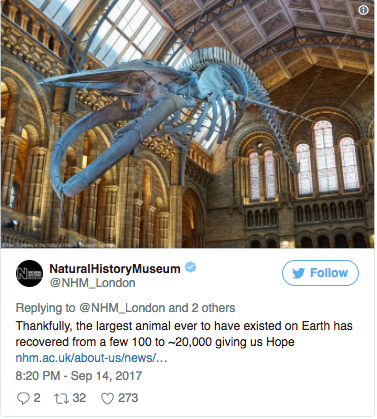 NaturalHistoryMuseum
@NHM_London
Follow
Replying to @NHM_London and 2 others
Thankfully, the largest animal ever to have existed on Earth has
recovered from a few 100 to ~20,000 giving us Hope
nhm.ac.uk/about-us/news/…
8:20 PM - Sep 14, 2017
2 32 273